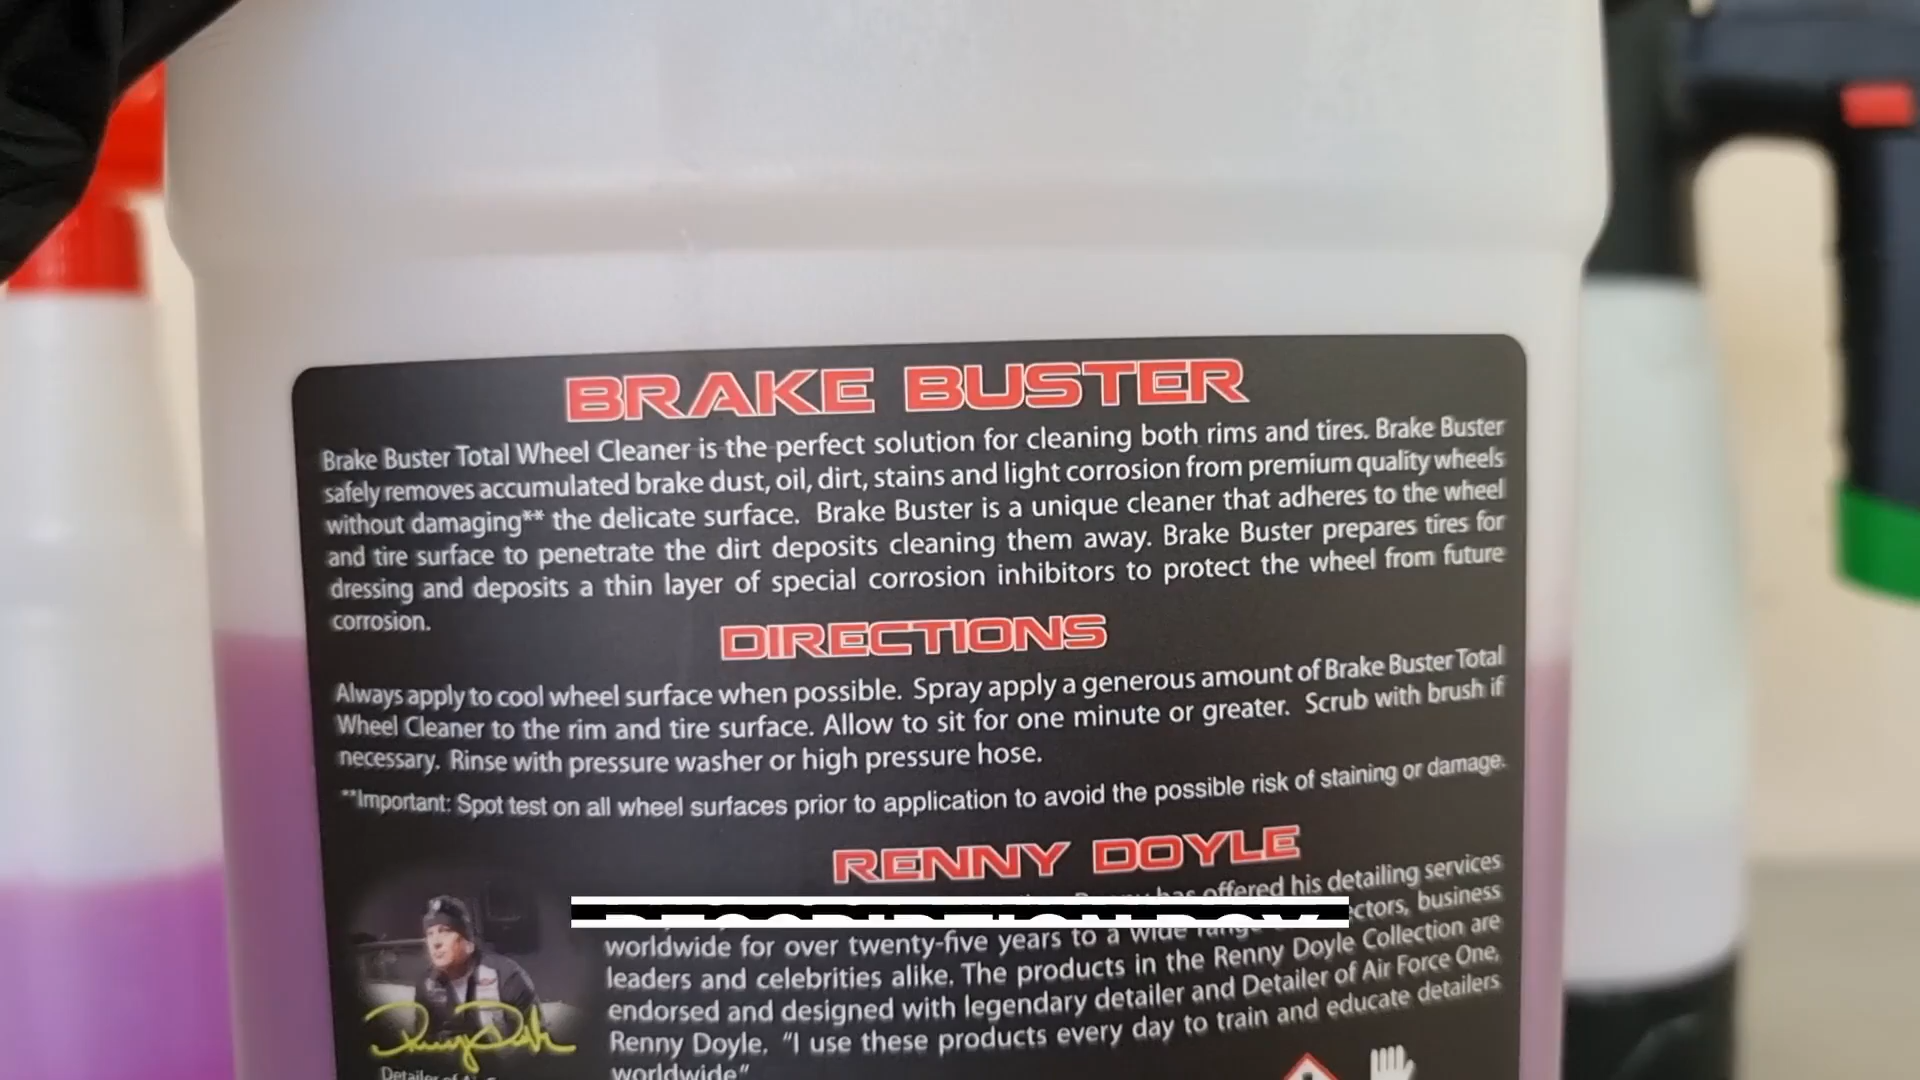 BRAKE BUSTER
Brake Buster Total Wheel Cleaner is the perfect solution for cleaning both rims and tires. Brake Buster
safely removes accumulated brake dust, oil, dirt, stains and light corrosion from premium quality wheels
without damaging** the delicate surface. Brake Buster is a unique cleaner that adheres to the wheel
and tire surface to penetrate the dirt deposits cleaning them away. Brake Buster prepares tires for
dressing and deposits a thin layer of special corrosion inhibitors to protect the wheel from future
corrosion.
DIRECTIONS
Always apply to cool wheel surface when possible. Spray apply a generous amount of Brake Buster Total
Wheel Cleaner to the rim and tire surface. Allow to sit for one minute or greater. Scrub with brush if
necessary. Rinse with pressure washer or high pressure hose.
**Important: Spot test on all wheel surfaces prior to application to avoid the possible risk of staining or damage.
RENNY DOYLE
has offered his detailing services
business
DESCRIPTION BOX
worldwide for over twenty-five years to a wide range
leaders and celebrities alike. The products in the Renny Doyle Collection are
endorsed and designed with legendary detailer and Detailer of Air Force One,
Renny Doyle. "I use these products every day to train and educate detailers
worldwide"
Detailer of